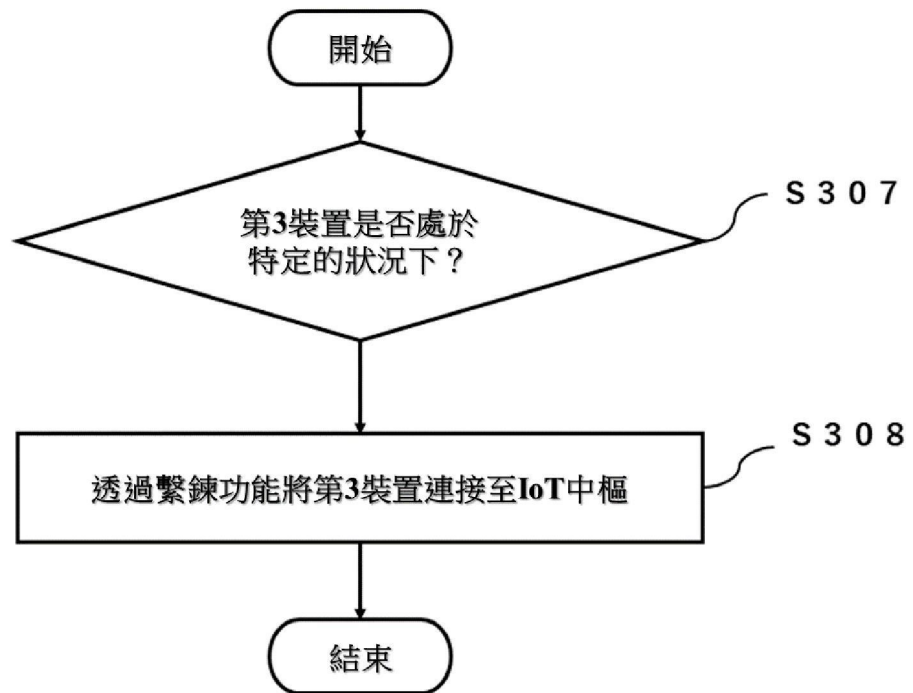 開始
第3裝置是否處於
特定的狀況下？
S307
透過繫鍊功能將第3裝置連接至IoT中樞
S308
結束